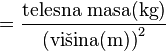 = telesna masa(kg)
(višina(m))²